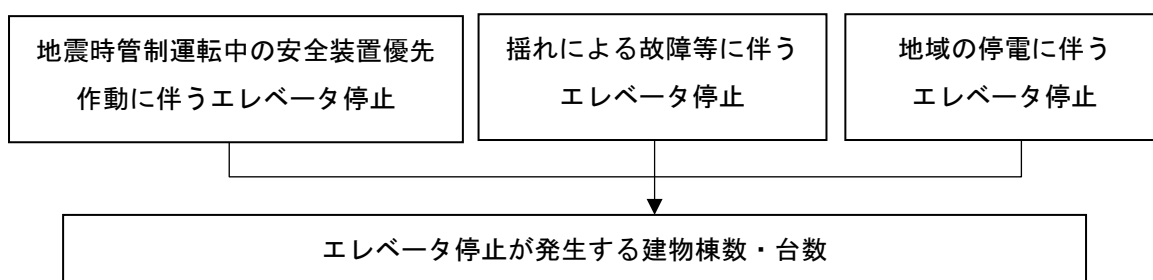 地震時管制運転中の安全装置優先
作動に伴うエレベータ停止
揺れによる故障等に伴う
エレベータ停止
地域の停電に伴う
エレベータ停止
エレベータ停止が発生する建物棟数・台数